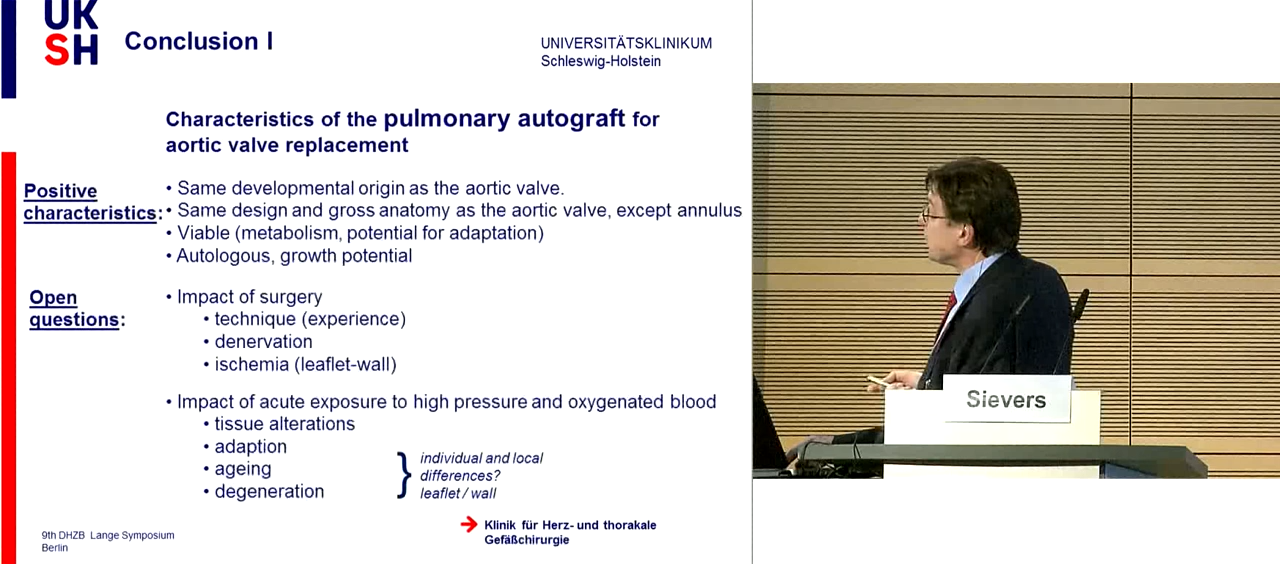 UK
SH
Conclusion I
UNIVERSITÄTSKLINIKUM
Schleswig-Holstein
Characteristics of the pulmonary autograft for
aortic valve replacement
Positive
characteristics:
• Same developmental origin as the aortic valve.
• Same design and gross anatomy as the aortic valve, except annulus
• Viable (metabolism, potential for adaptation)
• Autologous, growth potential
Open
questions:
• Impact of surgery
• technique (experience)
• denervation
• ischemia (leaflet-wall)
• Impact of acute exposure to high pressure and oxygenated blood
• tissue alterations
• adaption
• ageing
• degeneration
} individual and local
differences?
leaflet / wall
Klinik für Herz- und thorakale
Gefäßchirurgie
9th DHZB Lange Symposium
Berlin
Sievers